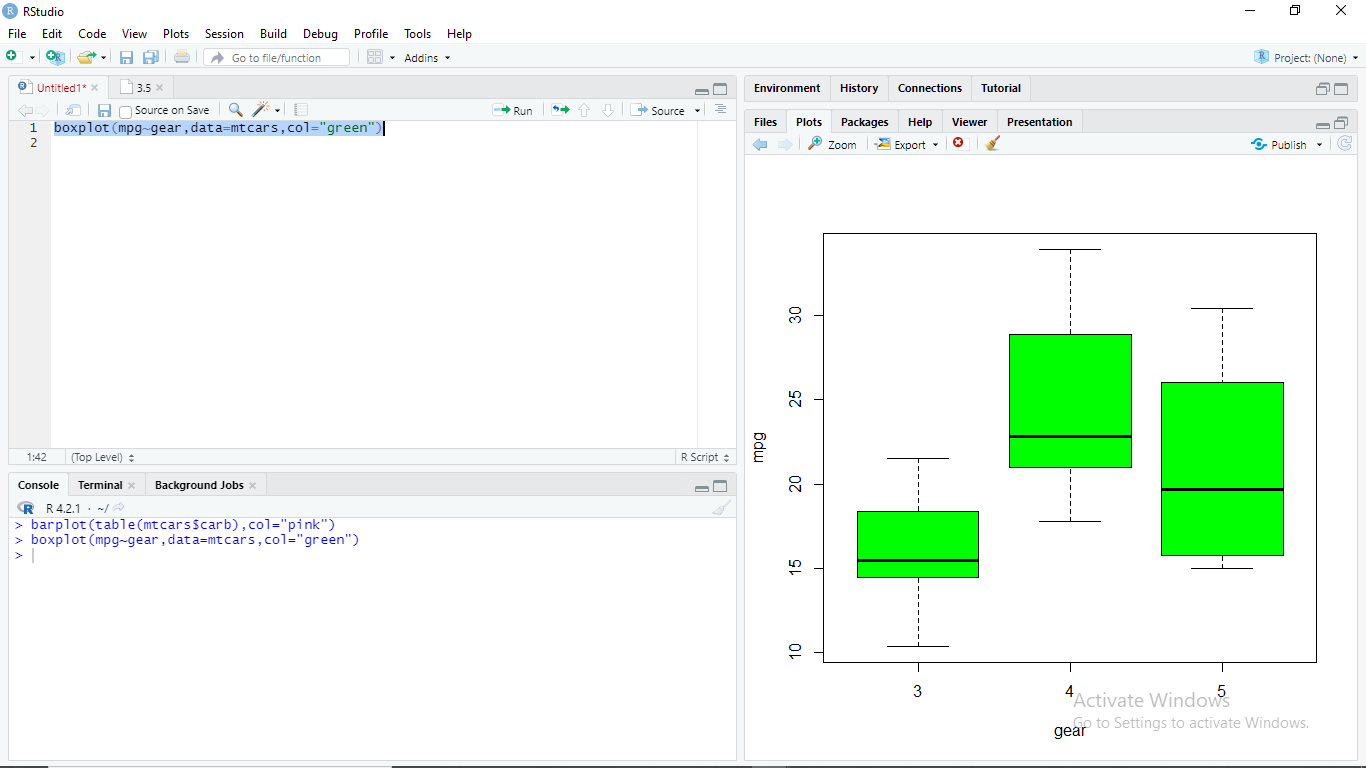 RStudio
File Edit Code View Plots Session Build Debug Profile Tools Help
Go to file/function Addins Project: (None)
Untitled1* 3.5
Source on Save Run Source
1 boxplot(mpg~gear,data=mtcars,col="green")
2
1:42 (Top Level) R Script
Console Terminal Background Jobs
R 4.2.1 · ~/
> barplot(table(mtcars$carb),col="pink")
> boxplot(mpg~gear,data=mtcars,col="green")
>
Environment History Connections Tutorial
Files Plots Packages Help Viewer Presentation
Zoom Export Publish
30
25
20
15
10
mpg
3 4 5
gear
Activate Windows
Go to Settings to activate Windows.